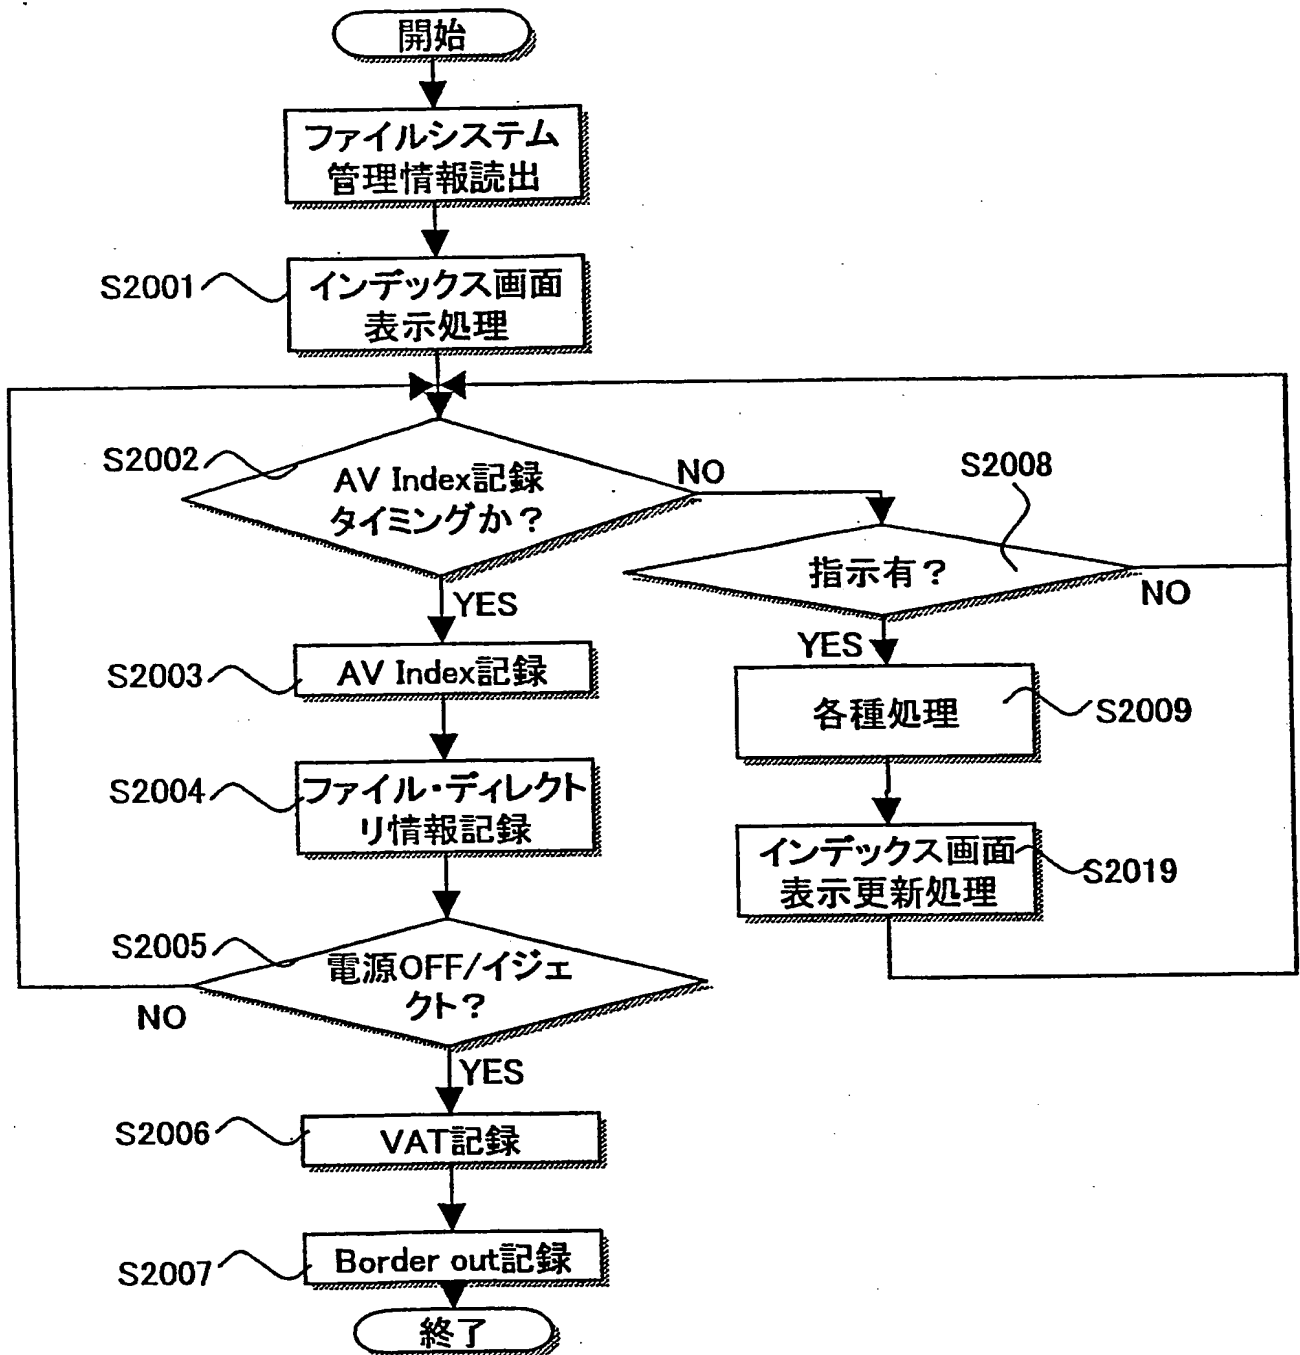 開始
ファイルシステム
管理情報読出
S2001
インデックス画面
表示処理
S2002
AV Index記録
タイミングか?
NO
YES
S2008
指示有?
NO
YES
S2003
AV Index記録
各種処理
S2009
S2004
ファイル・ディレクト
リ情報記録
インデックス画面
表示更新処理
S2019
S2005
電源OFF/イジェ
クト?
NO
YES
S2006
VAT記録
S2007
Border out記録
終了